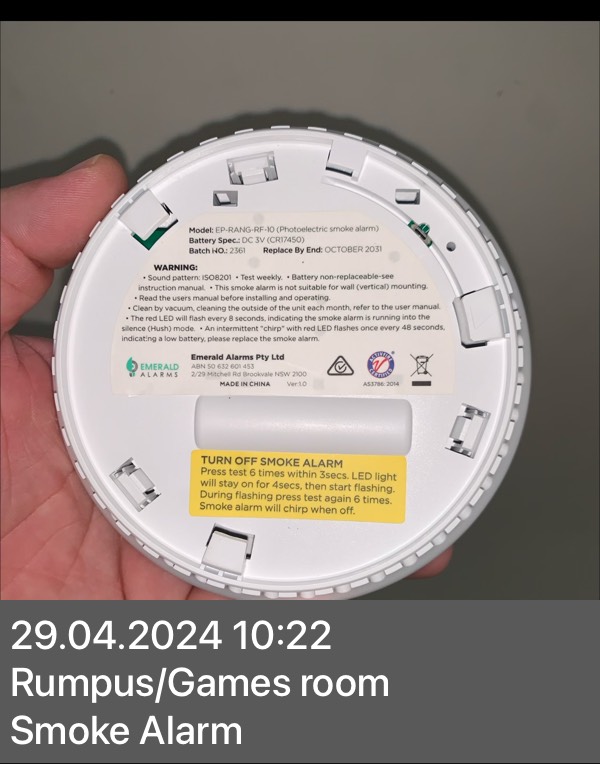 Model: EP-RANG-RF-10 (Photoelectric smoke alarm)
Battery Spec.: DC 3V (CR17450)
Batch NO.: 2361 Replace By End: OCTOBER 2031
WARNING:
• Sound pattern: ISO8201 • Test weekly. • Battery non-replaceable-see
instruction manual. • This smoke alarm is not suitable for wall (vertical) mounting.
• Read the users manual before installing and operating.
• Clean by vacuum, cleaning the outside of the unit each month, refer to the user manual.
• The red LED will flash every 8 seconds, indicating the smoke alarm is running into the
silence (Hush) mode. • An intermittent "chirp" with red LED flashes once every 48 seconds,
indicating a low battery, please replace the smoke alarm.
EMERALD
ALARMS
Emerald Alarms Pty Ltd
ABN 50 632 601 453
2/29 Mitchell Rd Brookvale NSW 2100
MADE IN CHINA Ver1.0
AS3786: 2014
TURN OFF SMOKE ALARM
Press test 6 times within 3secs. LED light
will stay on for 4secs, then start flashing.
During flashing press test again 6 times.
Smoke alarm will chirp when off.
29.04.2024 10:22
Rumpus/Games room
Smoke Alarm